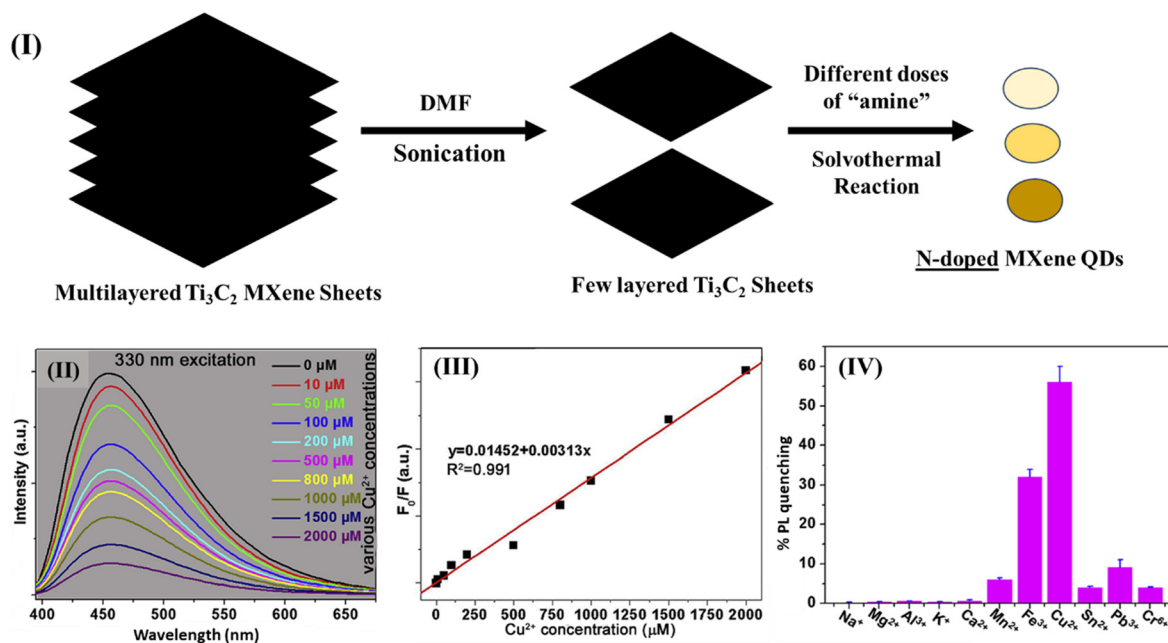 (I)
DMF
Sonication
Different doses
of “amine”
Solvothermal
Reaction
Multilayered Ti₃C₂ MXene Sheets
Few layered Ti₃C₂ Sheets
N-doped MXene QDs
(II)
330 nm excitation
0 µM
10 µM
50 µM
100 µM
200 µM
500 µM
800 µM
1000 µM
1500 µM
2000 µM
various Cu²⁺ concentrations
Intensity (a.u.)
400 450 500 550 600 650
Wavelength (nm)
(III)
y=0.01452+0.00313x
R²=0.991
F₀/F (a.u.)
0 250 500 750 1000 1250 1500 1750 2000
Cu²⁺ concentration (µM)
(IV)
% PL quenching
60
50
40
30
20
10
0
Na⁺ Mg²⁺ Al³⁺ K⁺ Ca²⁺ Mn²⁺ Fe³⁺ Cu²⁺ Sn²⁺ Pb³⁺ Cr⁶⁺